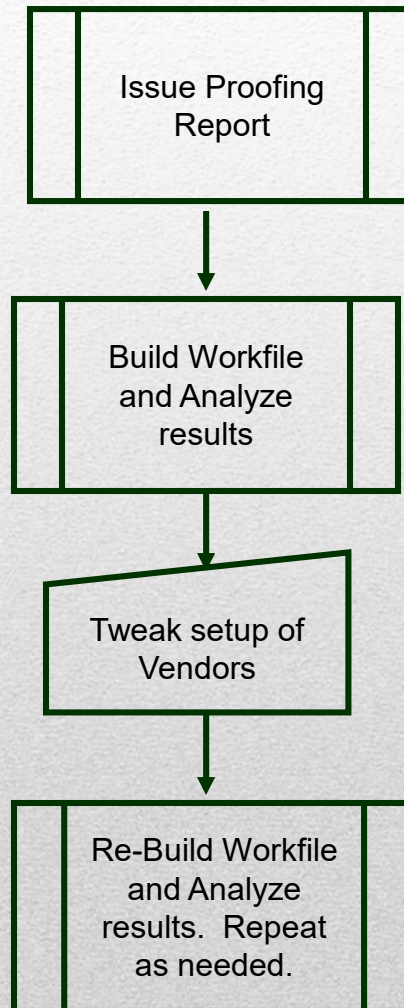 Issue Proofing
Report
Build Workfile
and Analyze
results
Tweak setup of
Vendors
Re-Build Workfile
and Analyze
results.  Repeat
as needed.